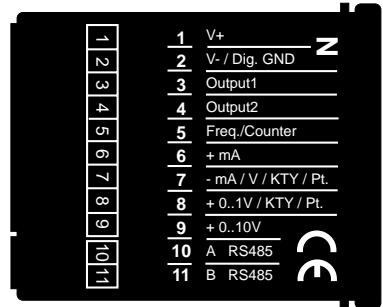 1
2
3
4
5
6
7
8
9
10
11
1 V+
2 V- / Dig. GND
3 Output1
4 Output2
5 Freq./Counter
6 + mA
7 - mA / V / KTY / Pt.
8 + 0..1V / KTY / Pt.
9 + 0..10V
10 A RS485
11 B RS485
N
CE